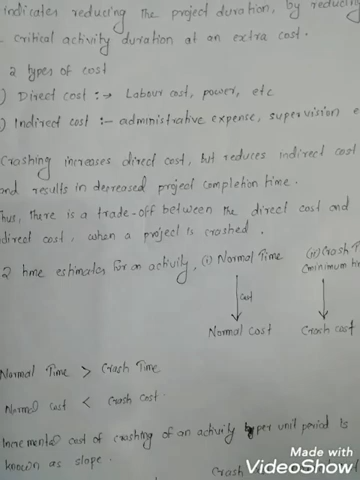 indicates reducing the project duration, by reducing
critical activity duration at an extra cost.
2 types of cost
) Direct cost :→ Labour cost, power, etc
) Indirect cost :- administrative expense, supervision e
Crashing increases direct cost, but reduces indirect cost
and results in decreased project completion time.
Thus, there is a trade-off between the direct cost and
direct cost, when a project is crashed.
2 time estimates for an activity, (i) Normal Time (ii) Crash T
(minimum tim
cost
Normal Cost Crash cost
Normal Time > Crash Time
Normal cost < Crash cost.
Incremental cost of crashing of an activity per unit period is
known as slope.
Crash
Made with
VideoShow